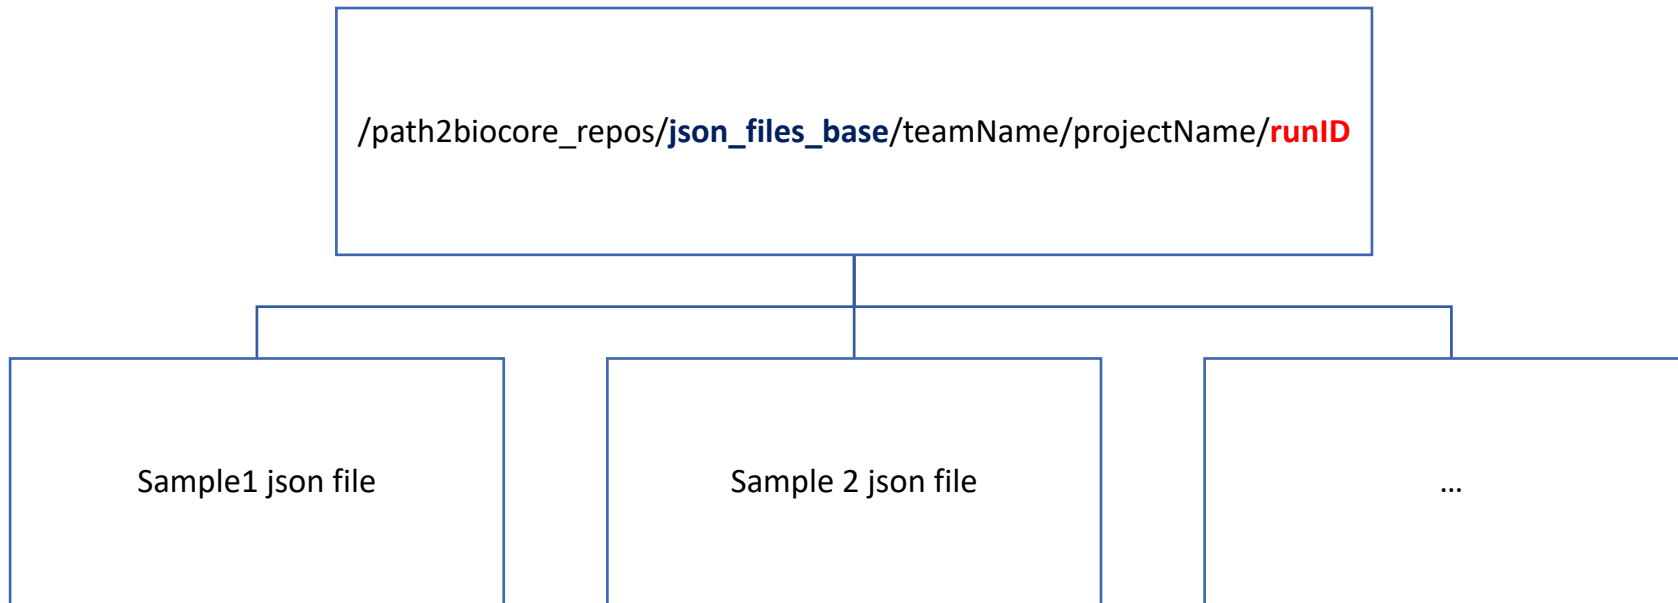 /path2biocore_repos/json_files_base/teamName/projectName/runID
Sample1 json file
Sample 2 json file
...